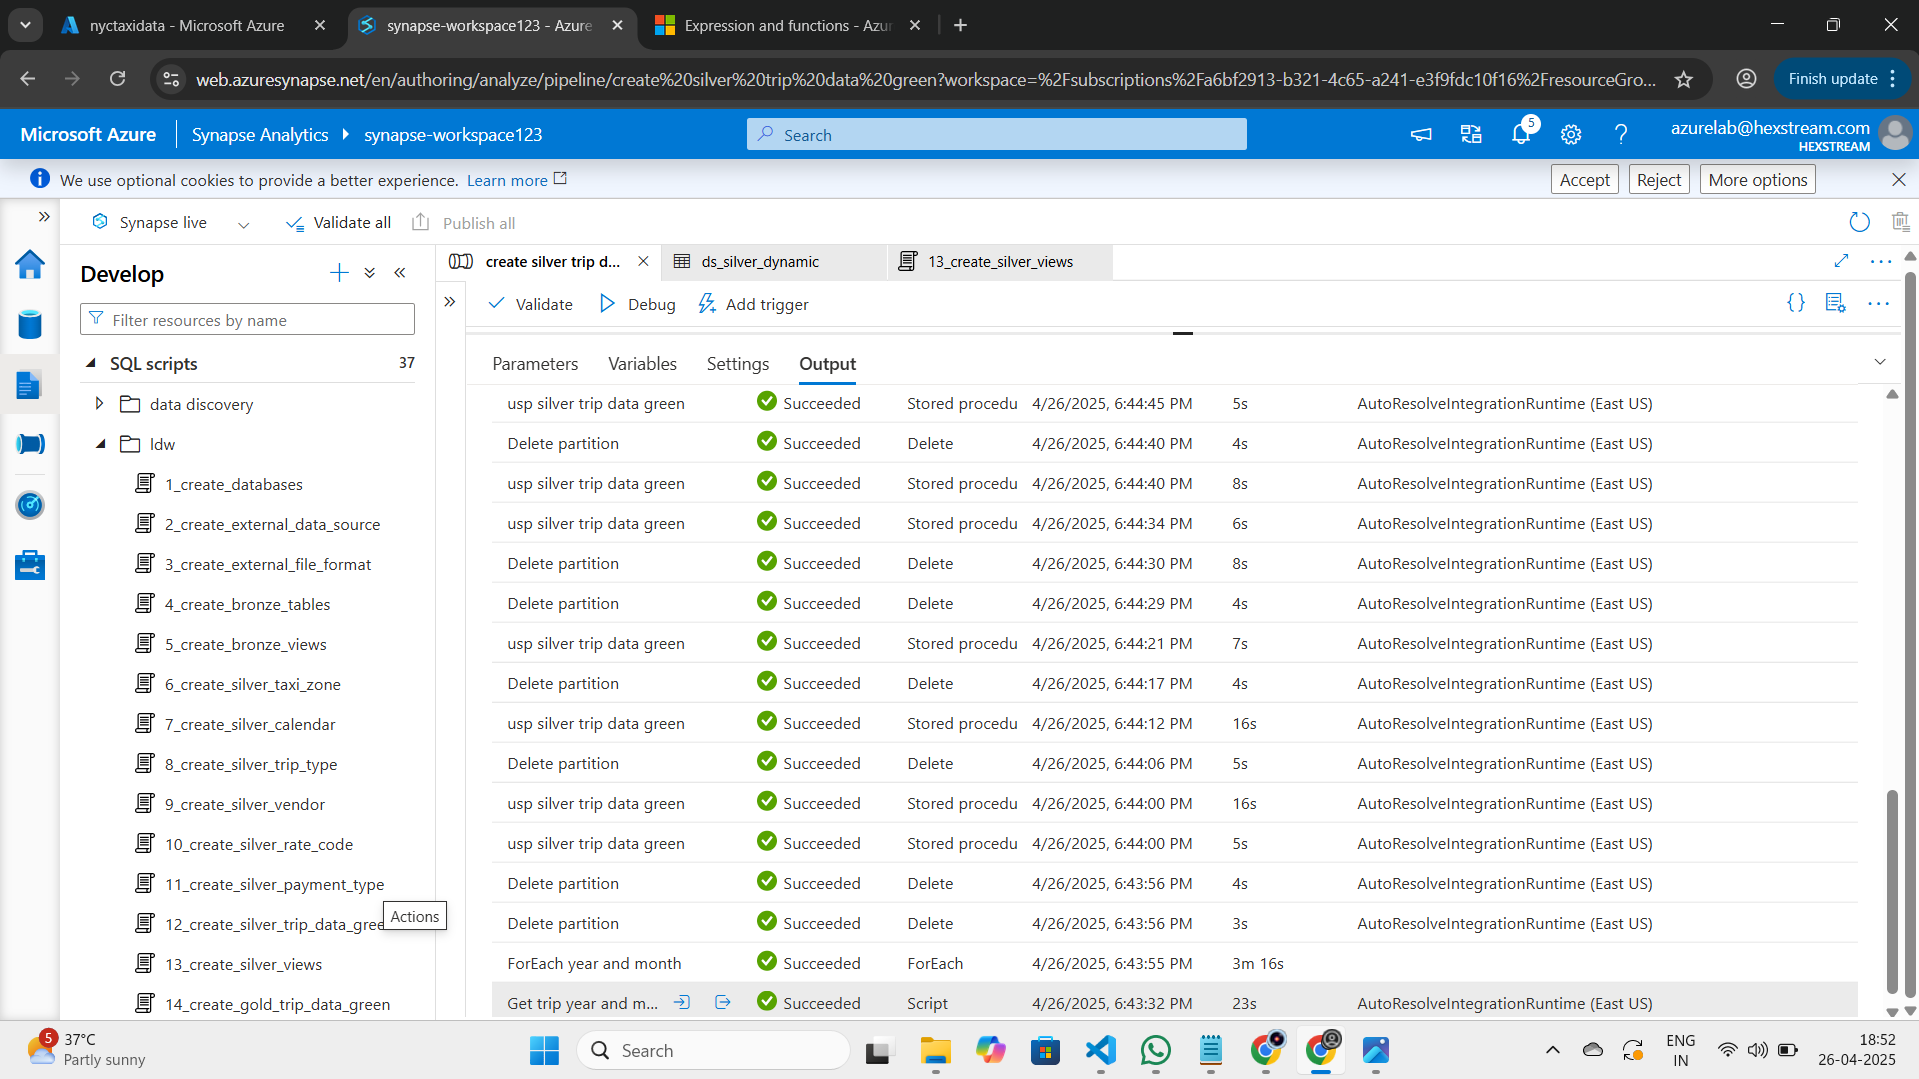 nyctaxidata - Microsoft Azure
synapse-workspace123 - Azure
Expression and functions - Azur
web.azuresynapse.net/en/authoring/analyze/pipeline/create%20silver%20trip%20data%20green?workspace=%2Fsubscriptions%2Fa6bf2913-b321-4c65-a241-e3f9fdc10f16%2FresourceGro...
Finish update
Microsoft Azure
Synapse Analytics
synapse-workspace123
Search
5
azurelab@hexstream.com
HEXSTREAM
We use optional cookies to provide a better experience. Learn more
Accept
Reject
More options
Synapse live
Validate all
Publish all
Develop
Filter resources by name
SQL scripts 37
data discovery
ldw
1_create_databases
2_create_external_data_source
3_create_external_file_format
4_create_bronze_tables
5_create_bronze_views
6_create_silver_taxi_zone
7_create_silver_calendar
8_create_silver_trip_type
9_create_silver_vendor
10_create_silver_rate_code
11_create_silver_payment_type
12_create_silver_trip_data_gree
Actions
13_create_silver_views
14_create_gold_trip_data_green
create silver trip d...
ds_silver_dynamic
13_create_silver_views
Validate
Debug
Add trigger
Parameters
Variables
Settings
Output
usp silver trip data green Succeeded Stored procedu 4/26/2025, 6:44:45 PM 5s AutoResolveIntegrationRuntime (East US)
Delete partition Succeeded Delete 4/26/2025, 6:44:40 PM 4s AutoResolveIntegrationRuntime (East US)
usp silver trip data green Succeeded Stored procedu 4/26/2025, 6:44:40 PM 8s AutoResolveIntegrationRuntime (East US)
usp silver trip data green Succeeded Stored procedu 4/26/2025, 6:44:34 PM 6s AutoResolveIntegrationRuntime (East US)
Delete partition Succeeded Delete 4/26/2025, 6:44:30 PM 8s AutoResolveIntegrationRuntime (East US)
Delete partition Succeeded Delete 4/26/2025, 6:44:29 PM 4s AutoResolveIntegrationRuntime (East US)
usp silver trip data green Succeeded Stored procedu 4/26/2025, 6:44:21 PM 7s AutoResolveIntegrationRuntime (East US)
Delete partition Succeeded Delete 4/26/2025, 6:44:17 PM 4s AutoResolveIntegrationRuntime (East US)
usp silver trip data green Succeeded Stored procedu 4/26/2025, 6:44:12 PM 16s AutoResolveIntegrationRuntime (East US)
Delete partition Succeeded Delete 4/26/2025, 6:44:06 PM 5s AutoResolveIntegrationRuntime (East US)
usp silver trip data green Succeeded Stored procedu 4/26/2025, 6:44:00 PM 16s AutoResolveIntegrationRuntime (East US)
usp silver trip data green Succeeded Stored procedu 4/26/2025, 6:44:00 PM 5s AutoResolveIntegrationRuntime (East US)
Delete partition Succeeded Delete 4/26/2025, 6:43:56 PM 4s AutoResolveIntegrationRuntime (East US)
Delete partition Succeeded Delete 4/26/2025, 6:43:56 PM 3s AutoResolveIntegrationRuntime (East US)
ForEach year and month Succeeded ForEach 4/26/2025, 6:43:55 PM 3m 16s
Get trip year and m... Succeeded Script 4/26/2025, 6:43:32 PM 23s AutoResolveIntegrationRuntime (East US)
5
37°C
Partly sunny
Search
ENG
IN
18:52
26-04-2025